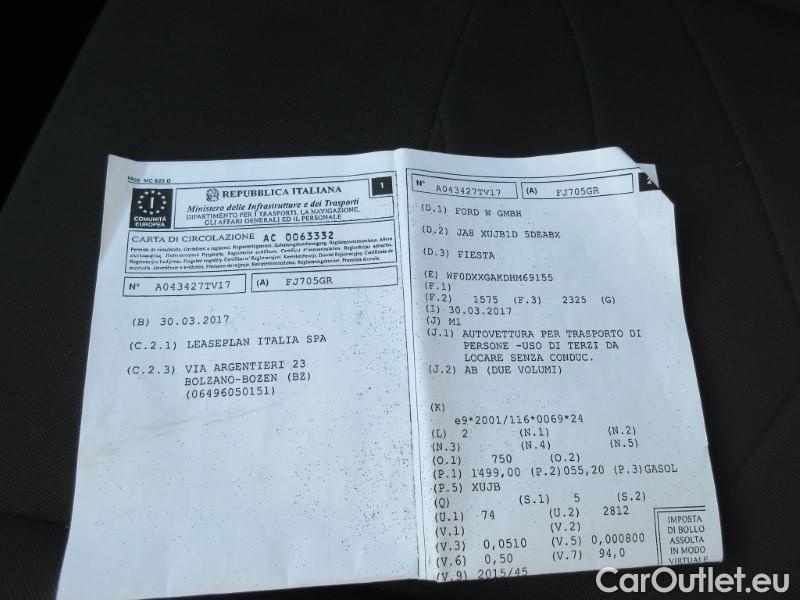 Mod. MC 820 D
I
COMUNITÀ
EUROPEA
REPUBBLICA ITALIANA
1
Ministero delle Infrastrutture e dei Trasporti
DIPARTIMENTO PER I TRASPORTI, LA NAVIGAZIONE,
GLI AFFARI GENERALI ED IL PERSONALE
CARTA DI CIRCOLAZIONE AC 0063332
N° A043427TV17 (A) FJ705GR
(B) 30.03.2017
(C.2.1) LEASEPLAN ITALIA SPA
(C.2.3) VIA ARGENTIERI 23
BOLZANO-BOZEN (BZ)
(06496050151)
N° A043427TV17 (A) FJ705GR
2
(D.1) FORD W GMBH
(D.2) JA8 XUJB1D 5DEABX
(D.3) FIESTA
(E) WF0DXXGAKDHM69155
(F.1)
(F.2) 1575 (F.3) 2325 (G)
(I) 30.03.2017
(J) M1
(J.1) AUTOVETTURA PER TRASPORTO DI
PERSONE -USO DI TERZI DA
LOCARE SENZA CONDUC.
(J.2) AB (DUE VOLUMI)
(K)
e9*2001/116*0069*24
(L) 2 (N.1) (N.2)
(N.3) (N.4) (N.5)
(O.1) 750 (O.2)
(P.1) 1499,00 (P.2)055,20 (P.3)GASOL
(P.5) XUJB
(Q) (S.1) 5 (S.2)
(U.1) 74 (U.2) 2812
(V.1) (V.2)
(V.3) 0,0510 (V.5) 0,000800
(V.6) 0,50 (V.7) 94,0
(V.9) 2015/45
IMPOSTA
DI BOLLO
ASSOLTA
IN MODO
VIRTUALE
CarOutlet.eu